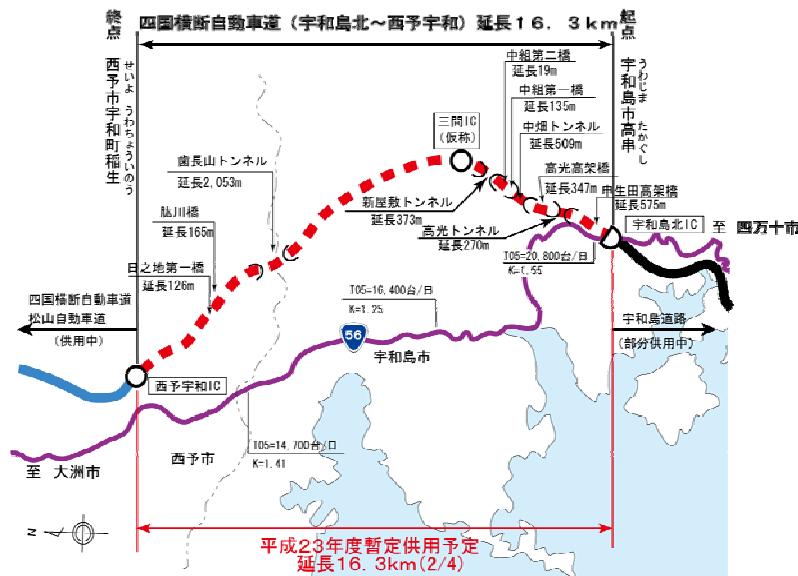 四国横断自動車道（宇和島北～西予宇和）延長１６．３ｋｍ
終点
西予市宇和町稲生
せいよ うわちょういのう
起点
宇和島市高串
うわじま たかぐし
中組第二橋
延長19m
中組第一橋
延長135m
中畑トンネル
延長509m
三間IC
(仮称)
高光高架橋
延長347m
中生田高架橋
延長575m
新屋敷トンネル
延長373m
高光トンネル
延長270m
歯長山トンネル
延長2,053m
肱川橋
延長165m
日之地第一橋
延長126m
宇和島北IC
至 四万十市
T05=20,800台/日
T05=16,400台/日
K=1.25
四国横断自動車道
松山自動車道
(供用中)
56
宇和島市
宇和島道路
(部分供用中)
西予宇和IC
T05=14,700台/日
K=1.41
至 大洲市
西予市
N
平成２３年度暫定供用予定
延長16.3km(2/4)